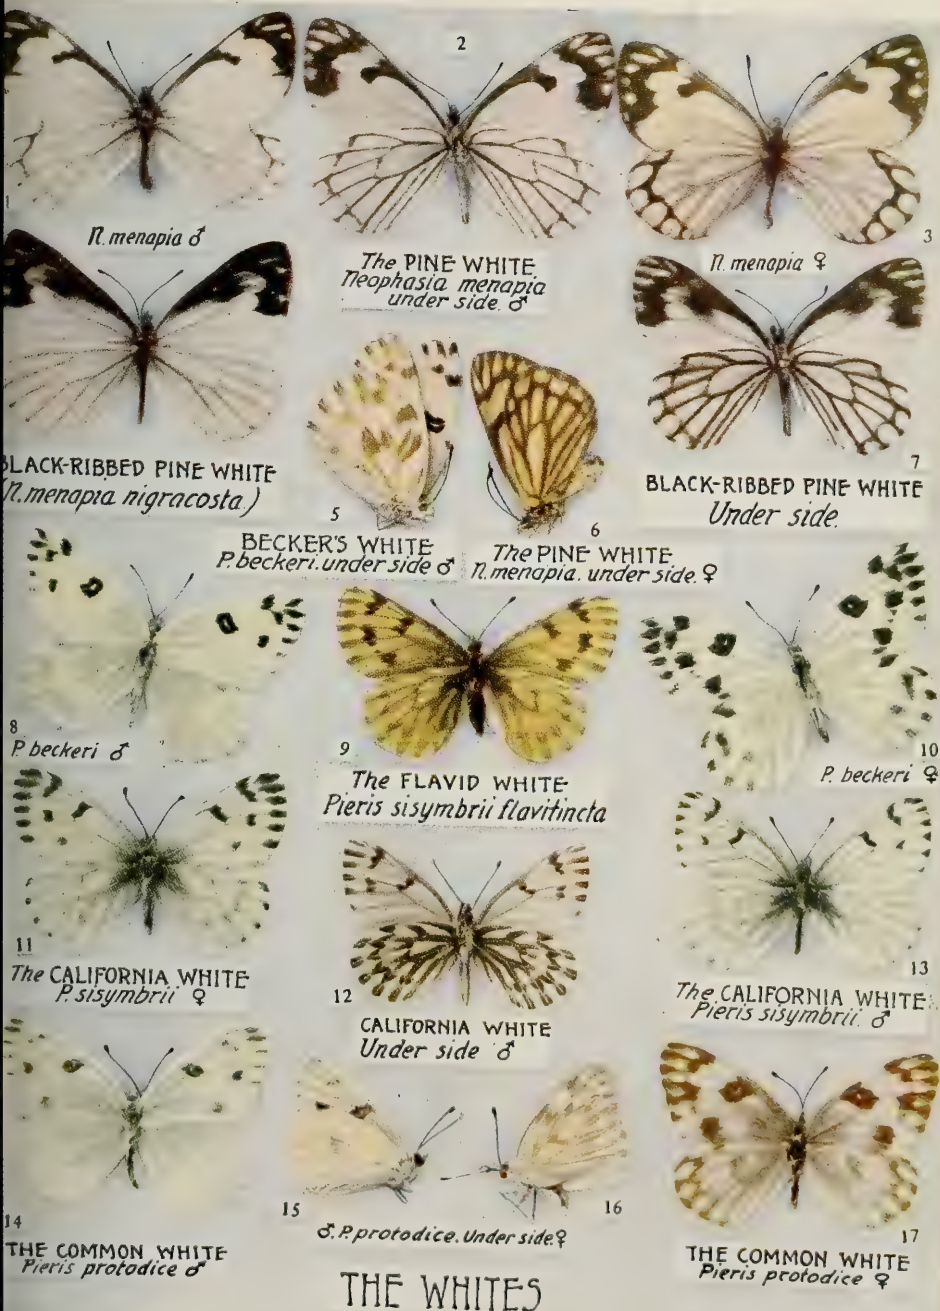 2
1
N. menapia ♂
The PINE WHITE
Neophasia menapia
under side. ♂
N. menapia ♀
3
BLACK-RIBBED PINE WHITE
(N. menapia nigracosta.)
5
BECKER'S WHITE
P. beckeri. under side ♂
6
The PINE WHITE
N. menapia. under side. ♀
7
BLACK-RIBBED PINE WHITE
Under side.
8
P. beckeri ♂
9
The FLAVID WHITE
Pieris sisymbrii flavitincta
10
P. beckeri ♀
11
The CALIFORNIA WHITE
P. sisymbrii ♀
12
CALIFORNIA WHITE
Under side ♂
13
The CALIFORNIA WHITE
Pieris sisymbrii. ♂
14
THE COMMON WHITE
Pieris protodice ♂
15
16
♂. P. protodice. Under side. ♀
17
THE COMMON WHITE
Pieris protodice ♀
THE WHITES